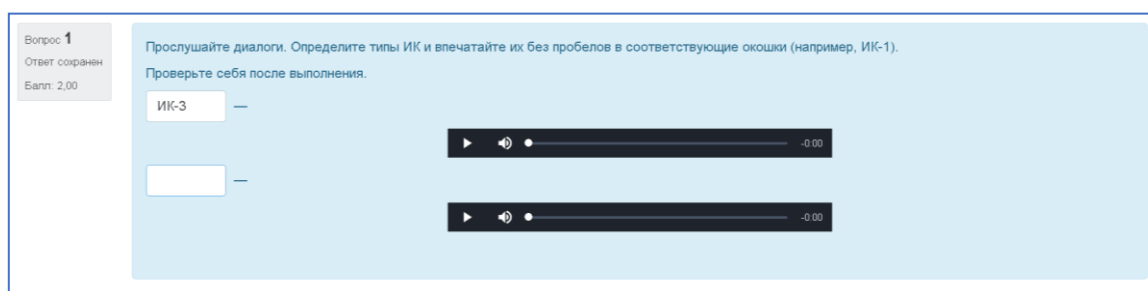 Вопрос 1
Ответ сохранен
Балл: 2,00
Прослушайте диалоги. Определите типы ИК и впечатайте их без пробелов в соответствующие окошки (например, ИК-1).
Проверьте себя после выполнения.
ИК-3 —
-0:00
—
-0:00